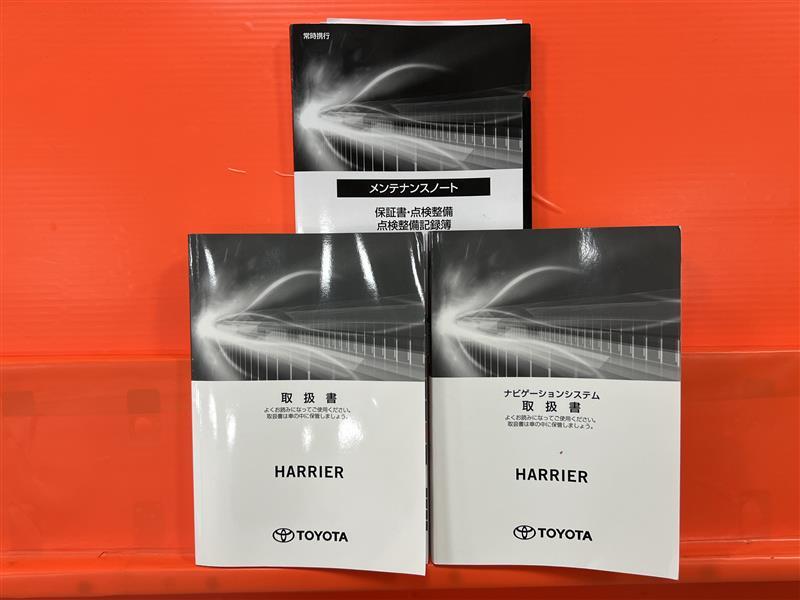 常時携行
メンテナンスノート
保証書・点検整備
点検整備記録簿
取扱書
よくお読みになってご使用ください。
取扱書は車の中に保管しましょう。
HARRIER
TOYOTA
ナビゲーションシステム
取扱書
よくお読みになってご使用ください。
取扱書は車の中に保管しましょう。
HARRIER
TOYOTA